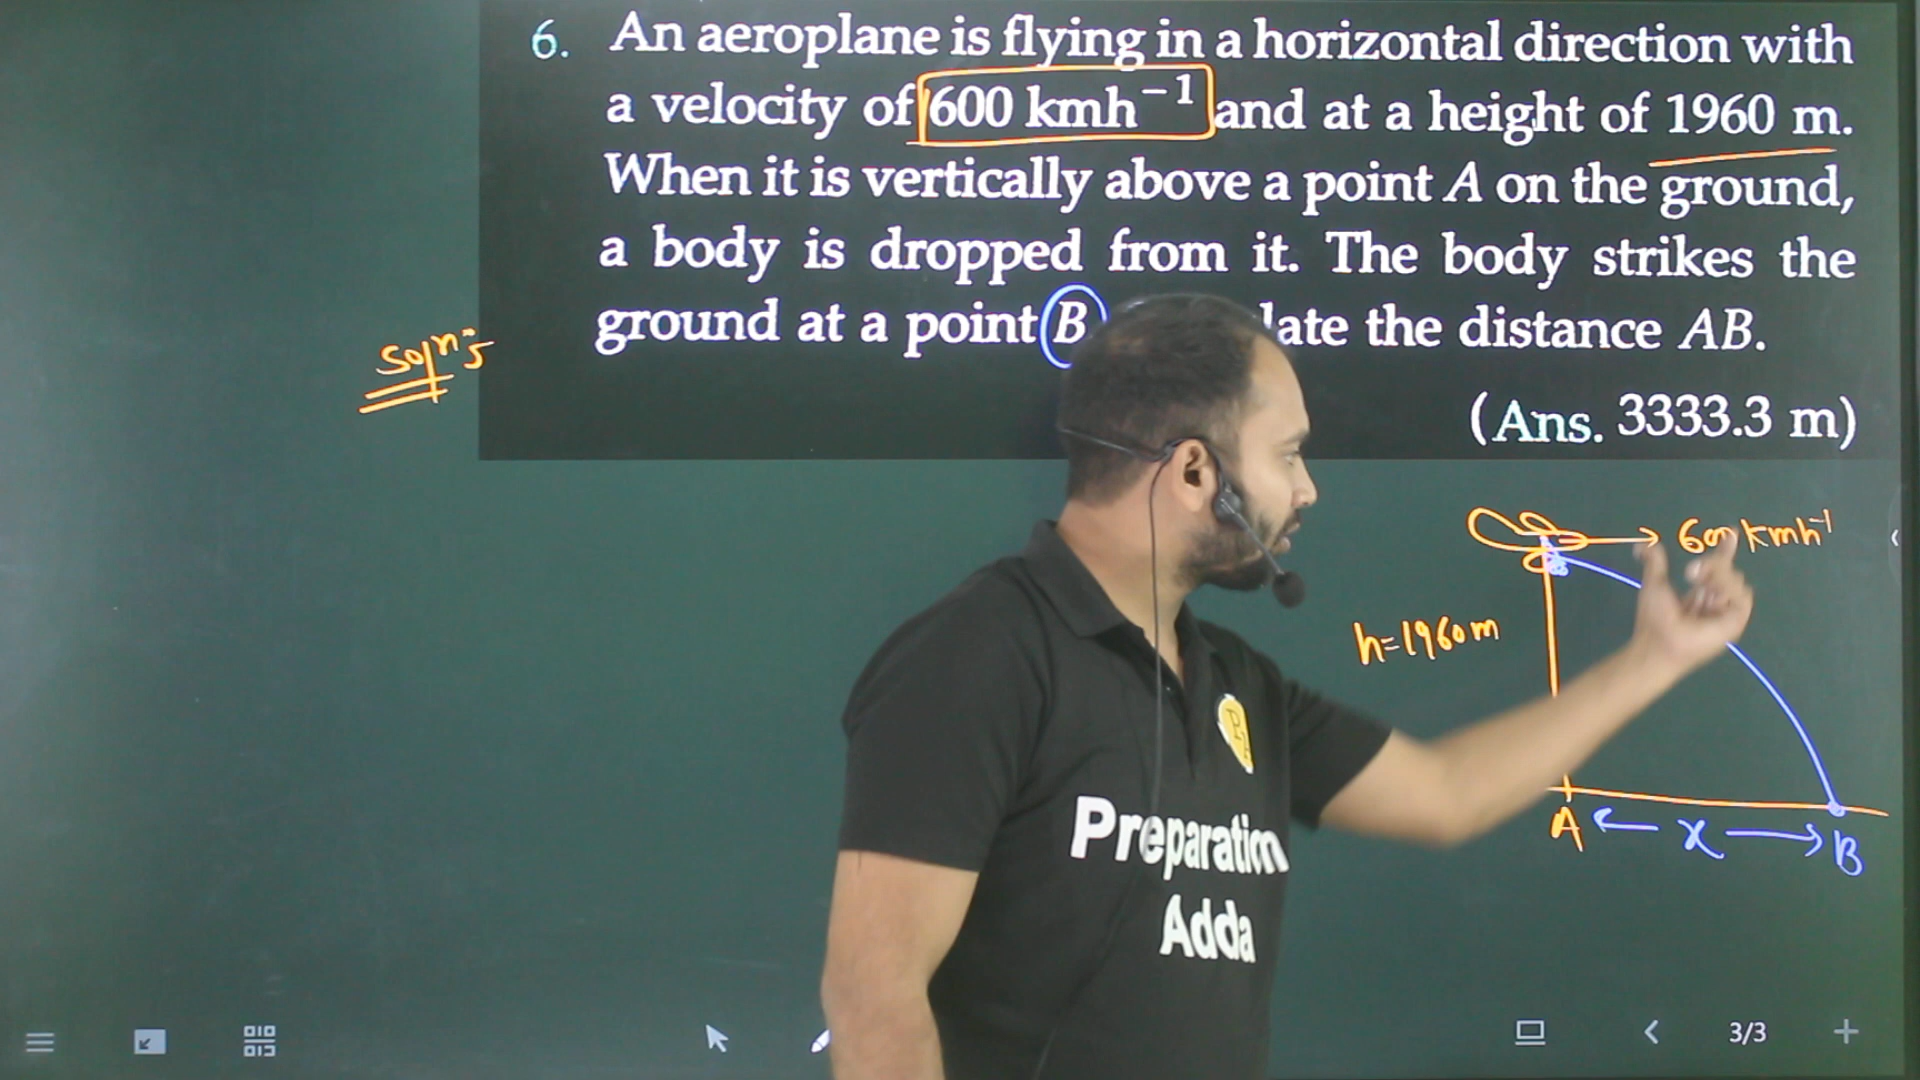 6. An aeroplane is flying in a horizontal direction with
a velocity of 600 kmh⁻¹ and at a height of 1960 m.
When it is vertically above a point A on the ground,
a body is dropped from it. The body strikes the
ground at a point B late the distance AB.
(Ans. 3333.3 m)
Solⁿ:-
600 kmh⁻¹
h=1960m
A x B
Preparation
Adda
3/3